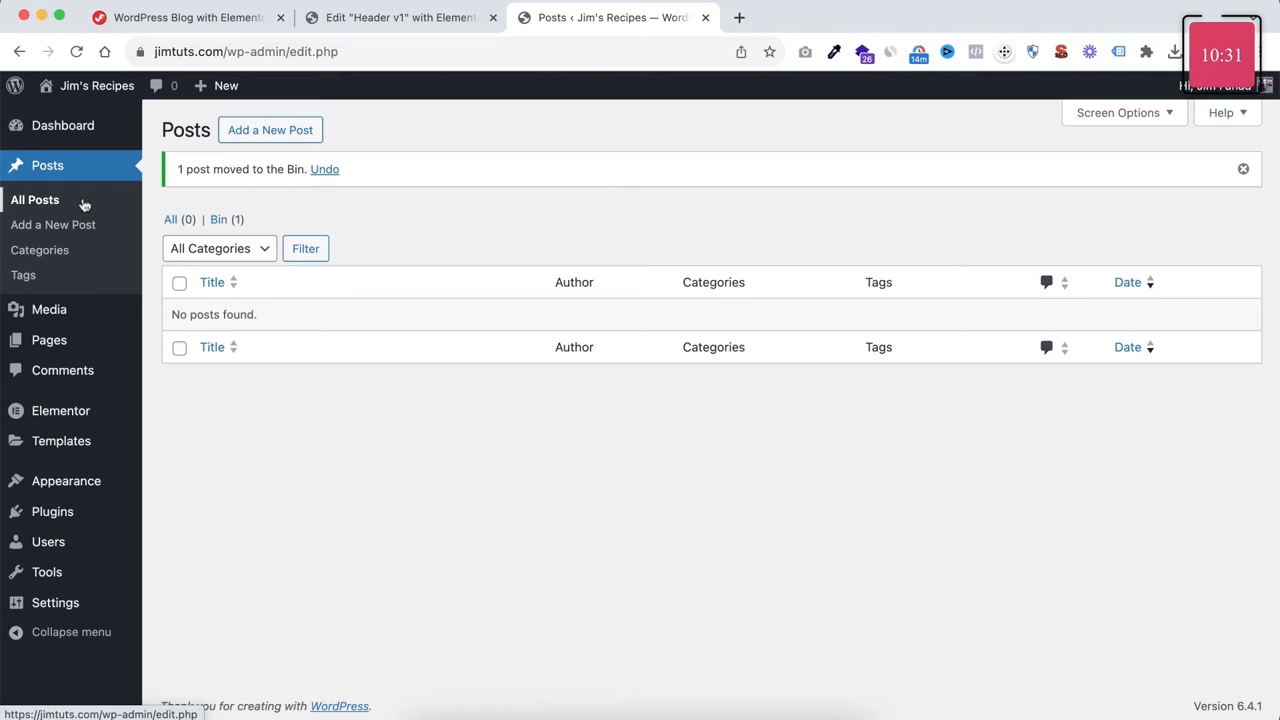 WordPress Blog with Elemento
Edit "Header v1" with Element
Posts ‹ Jim's Recipes — Word
10:31
jimtuts.com/wp-admin/edit.php
26
14m
Jim's Recipes
0
New
Hi,
Dashboard
Posts
Add a New Post
Screen Options
Help
Posts
1 post moved to the Bin. Undo
All Posts
Add a New Post
Categories
Tags
All (0) | Bin (1)
All Categories
Filter
Title
Author
Categories
Tags
Date
No posts found.
Title
Author
Categories
Tags
Date
Media
Pages
Comments
Elementor
Templates
Appearance
Plugins
Users
Tools
Settings
Collapse menu
Thank you for creating with WordPress.
Version 6.4.1
https://jimtuts.com/wp-admin/edit.php